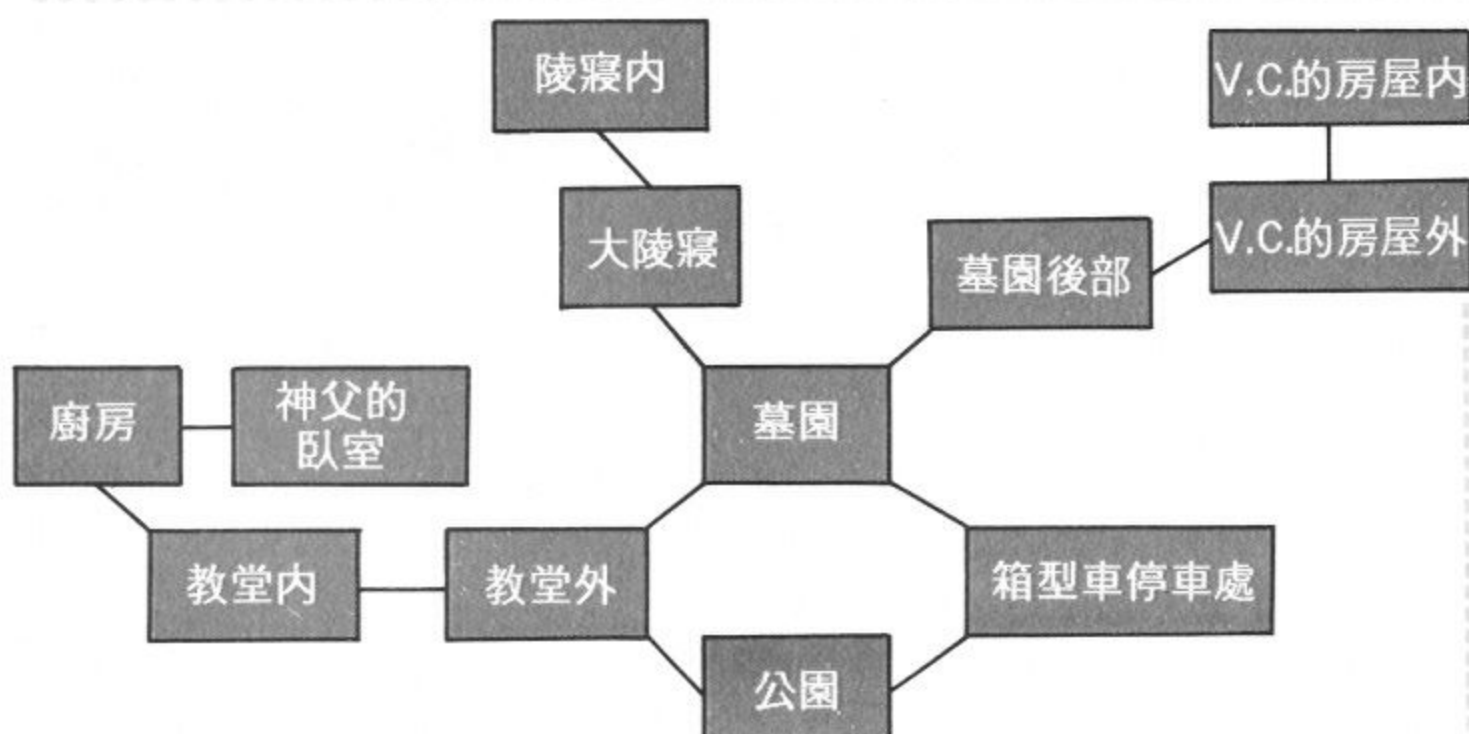 陵寢內
V.C.的房屋內
大陵寢
V.C.的房屋外
墓園後部
廚房
神父的
臥室
墓園
教堂內
教堂外
箱型車停車處
公園